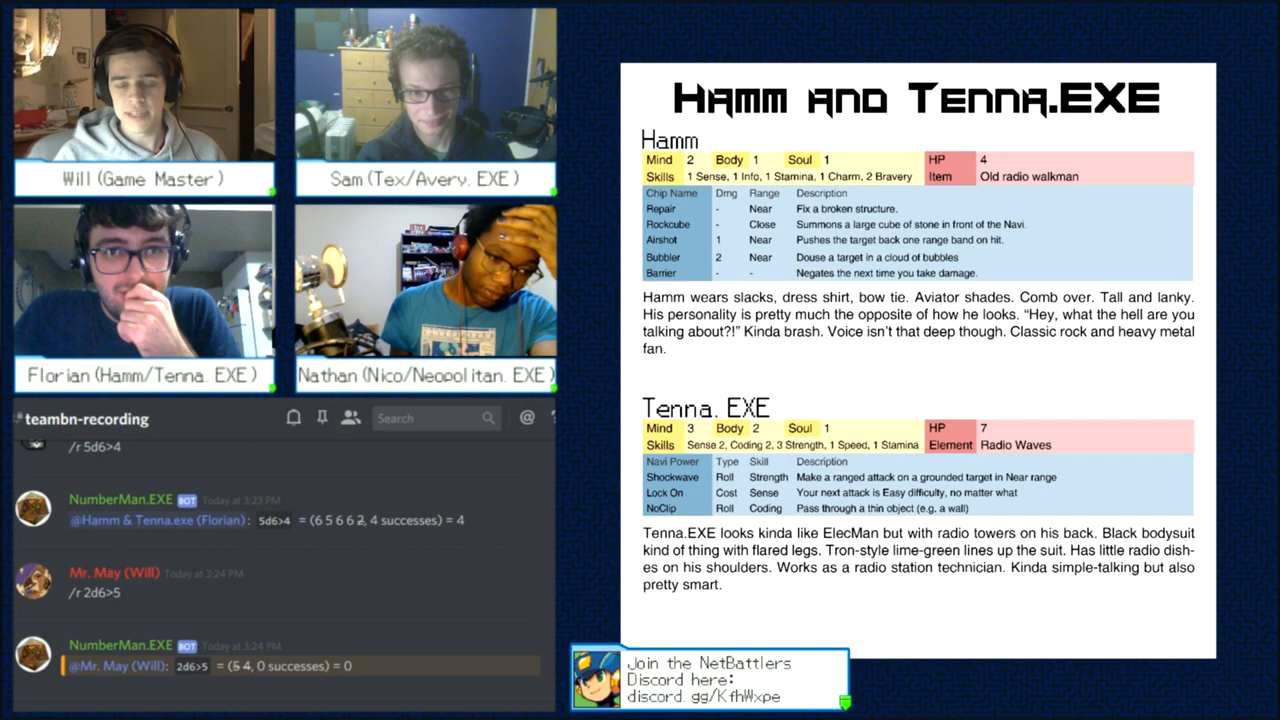 Will(Game Master)
Sam(Tex/Avery. EXE)
Florian(Hamm/Tenna. EXE)
Nathan(Nico/Neopolitan. EXE)
teambn-recording
Search
/r 5d6>4
NumberMan.EXE BOT Today at 3:23 PM
@Hamm & Tenna.exe (Florian): 5d6>4 = (6 5 6 6 2, 4 successes) = 4
Mr. May (Will) Today at 3:24 PM
/r 2d6>5
NumberMan.EXE BOT Today at 3:24 PM
@Mr. May (Will): 2d6>5 = (5 4, 0 successes) = 0
Hamm and Tenna.EXE
Hamm
Mind 2 Body 1 Soul 1 HP 4
Skills 1 Sense, 1 Info, 1 Stamina, 1 Charm, 2 Bravery Item Old radio walkman
Chip Name Dmg Range Description
Repair - Near Fix a broken structure.
Rockcube - Close Summons a large cube of stone in front of the Navi.
Airshot 1 Near Pushes the target back one range band on hit.
Bubbler 2 Near Douse a target in a cloud of bubbles
Barrier - - Negates the next time you take damage.
Hamm wears slacks, dress shirt, bow tie. Aviator shades. Comb over. Tall and lanky.
His personality is pretty much the opposite of how he looks. “Hey, what the hell are you
talking about?!” Kinda brash. Voice isn’t that deep though. Classic rock and heavy metal
fan.
Tenna. EXE
Mind 3 Body 2 Soul 1 HP 7
Skills Sense 2, Coding 2, 3 Strength, 1 Speed, 1 Stamina Element Radio Waves
Navi Power Type Skill Description
Shockwave Roll Strength Make a ranged attack on a grounded target in Near range
Lock On Cost Sense Your next attack is Easy difficulty, no matter what
NoClip Roll Coding Pass through a thin object (e.g. a wall)
Tenna.EXE looks kinda like ElecMan but with radio towers on his back. Black bodysuit
kind of thing with flared legs. Tron-style lime-green lines up the suit. Has little radio dish-
es on his shoulders. Works as a radio station technician. Kinda simple-talking but also
pretty smart.
Join the NetBattlers
Discord here:
discord. gg/KfhWxpe